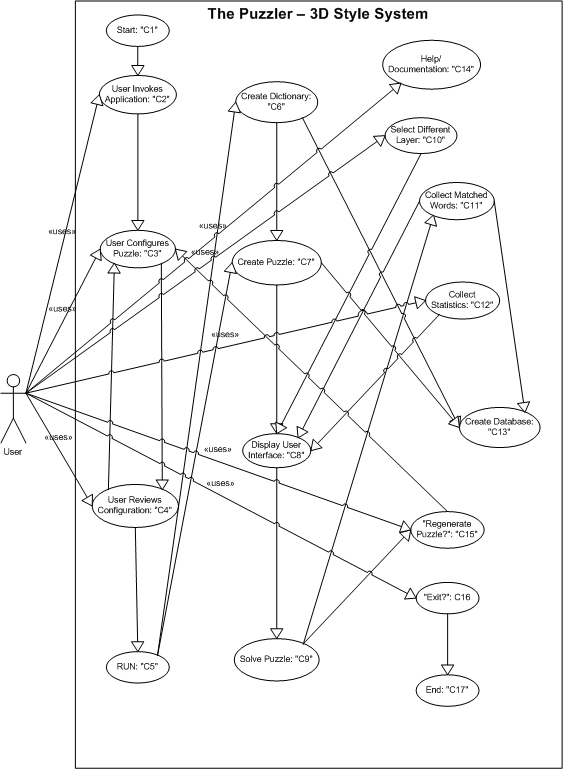 The Puzzler – 3D Style System
Start: "C1"
User Invokes
Application: "C2"
Help/
Documentation: "C14"
Create Dictionary:
"C6"
Select Different
Layer: "C10"
Collect Matched
Words: "C11"
«uses»
«uses»
«uses»
User Configures
Puzzle: "C3"
Create Puzzle: "C7"
Collect
Statistics: "C12"
«uses»
«uses»
User
Create Database:
"C13"
«uses»
«uses»
Display User
Interface: "C8"
«uses»
User Reviews
Configuration: "C4"
"Regenerate
Puzzle?": "C15"
"Exit?": C16
RUN: "C5"
Solve Puzzle: "C9"
End: "C17"